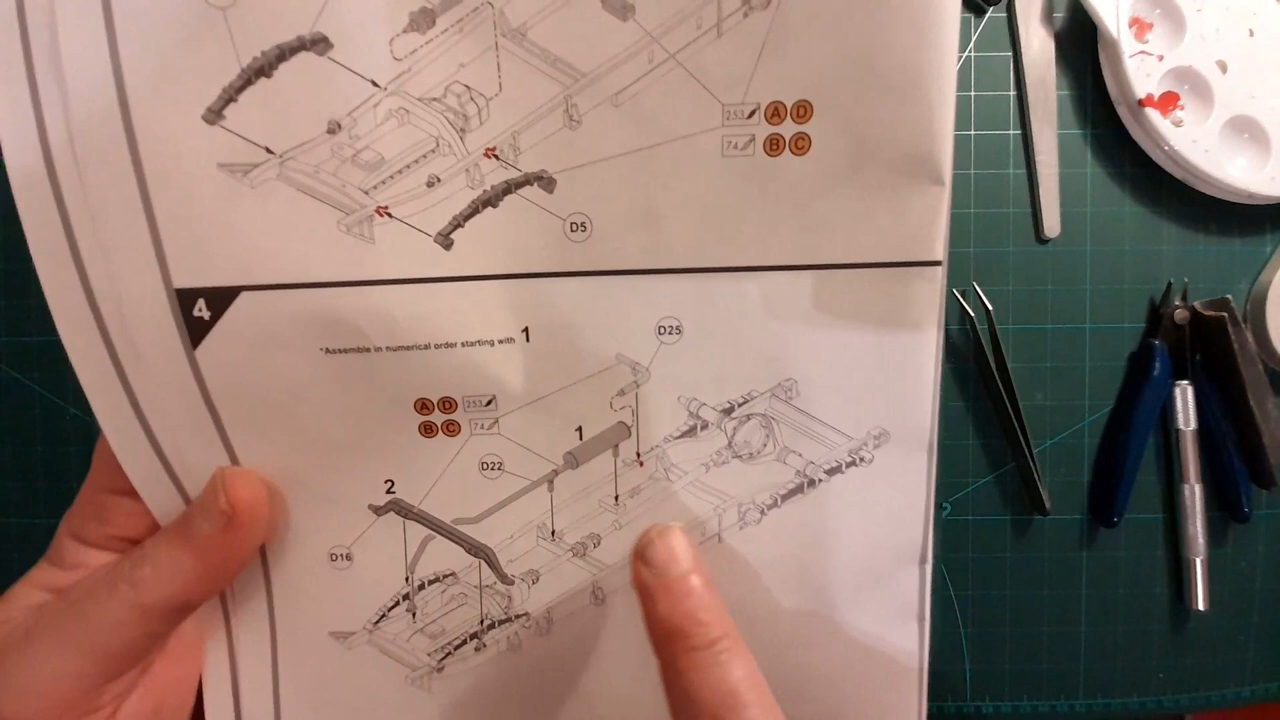 253 A D
74 B C
D5
4
*Assemble in numerical order starting with 1
D25
A D 253
B C 74
1
D22
2
D16